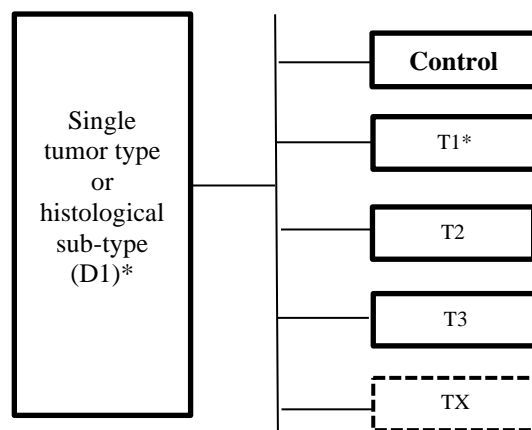 Single
tumor type
or
histological
sub-type
(D1)*
Control
T1*
T2
T3
TX